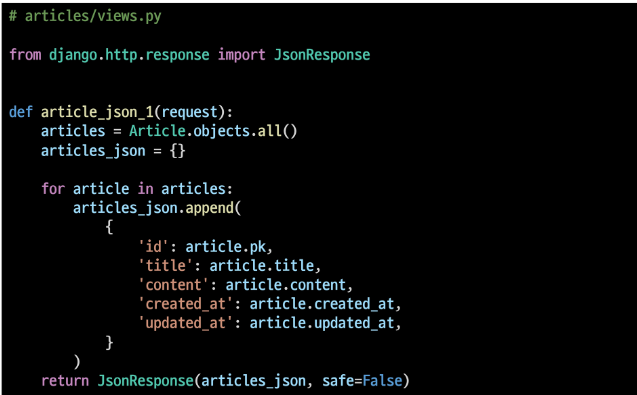 # articles/views.py

from django.http.response import JsonResponse


def article_json_1(request):
    articles = Article.objects.all()
    articles_json = {}

    for article in articles:
        articles_json.append(
            {
                'id': article.pk,
                'title': article.title,
                'content': article.content,
                'created_at': article.created_at,
                'updated_at': article.updated_at,
            }
        )
    return JsonResponse(articles_json, safe=False)